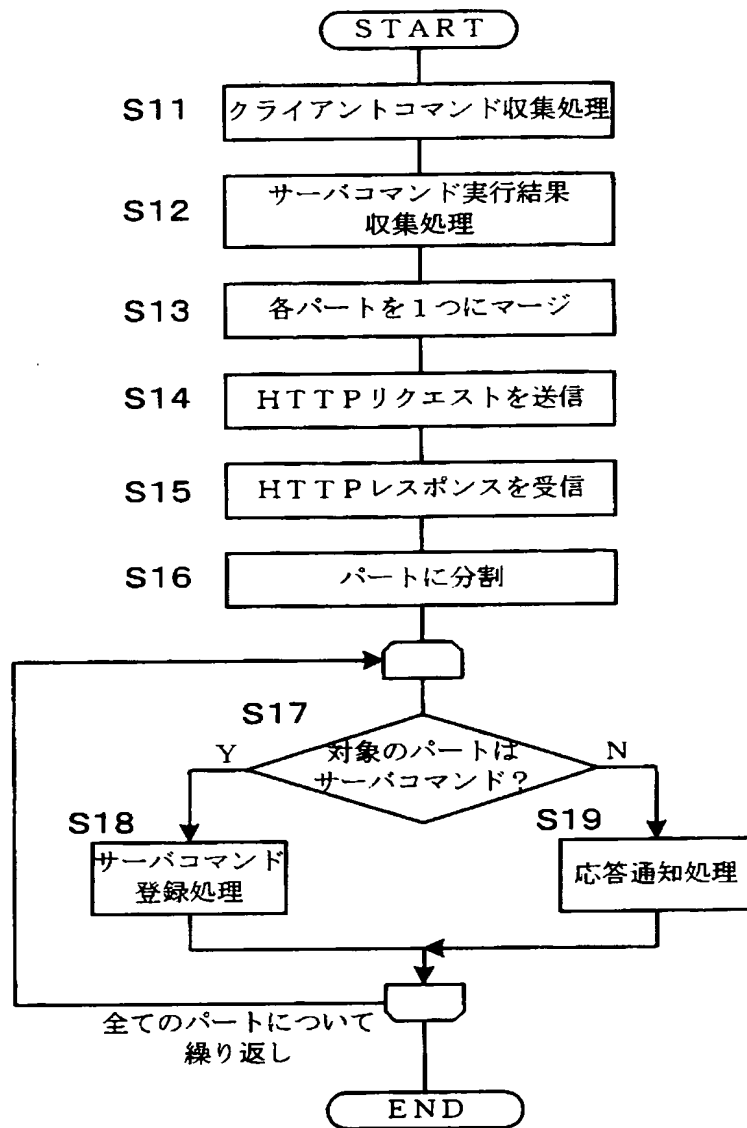 ＳＴＡＲＴ
S11
クライアントコマンド収集処理
S12
サーバコマンド実行結果
収集処理
S13
各パートを１つにマージ
S14
ＨＴＴＰリクエストを送信
S15
ＨＴＴＰレスポンスを受信
S16
パートに分割
S17
対象のパートは
サーバコマンド？
Y
N
S18
サーバコマンド
登録処理
S19
応答通知処理
全てのパートについて
繰り返し
ＥＮＤ